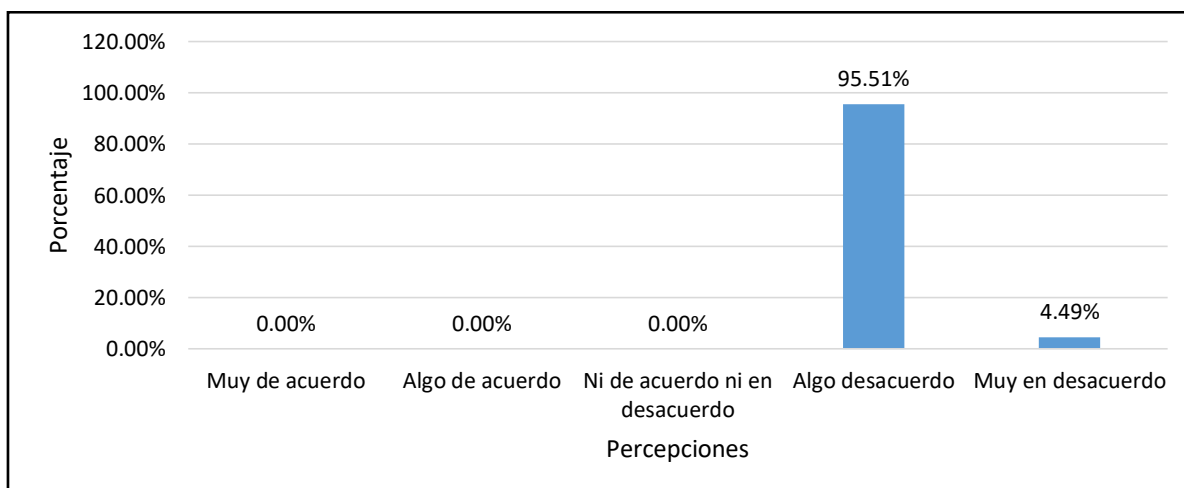 120.00%
100.00%
80.00%
60.00%
40.00%
20.00%
0.00%
Porcentaje
0.00%
0.00%
0.00%
95.51%
4.49%
Muy de acuerdo
Algo de acuerdo
Ni de acuerdo ni en
desacuerdo
Algo desacuerdo
Muy en desacuerdo
Percepciones